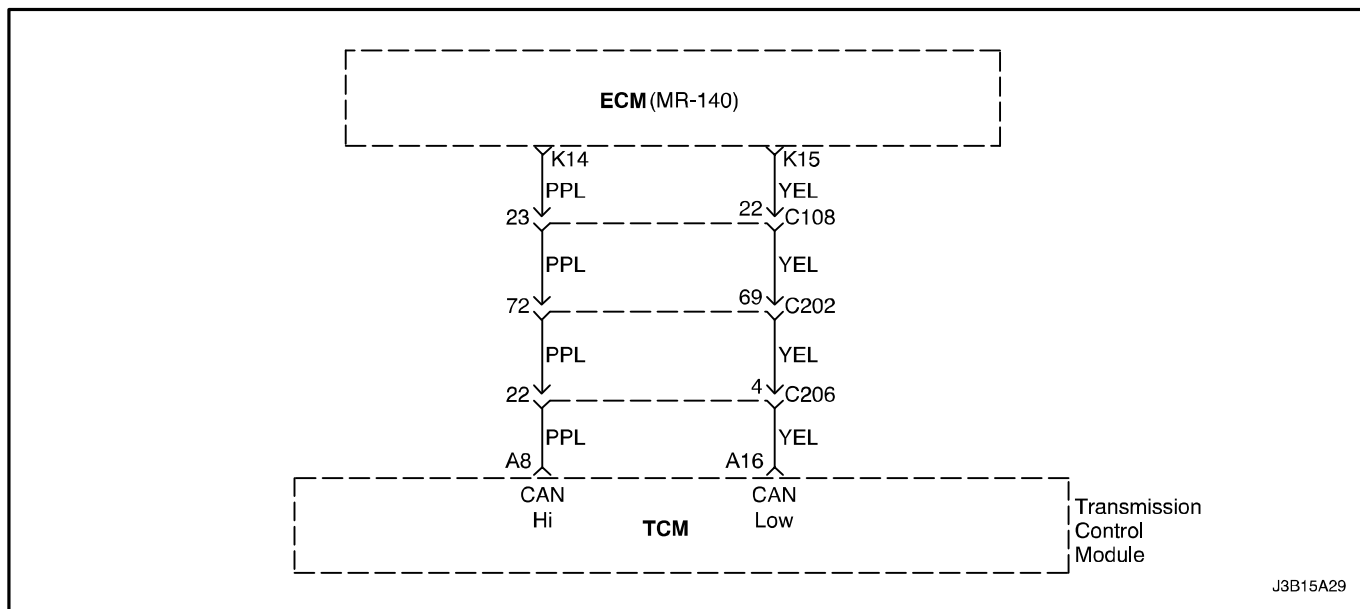 ECM (MR-140)
K14 K15
PPL YEL
23 22 C108
PPL YEL
72 69 C202
PPL YEL
22 4 C206
PPL YEL
A8 A16
CAN CAN
Hi Low
TCM
Transmission
Control
Module
J3B15A29